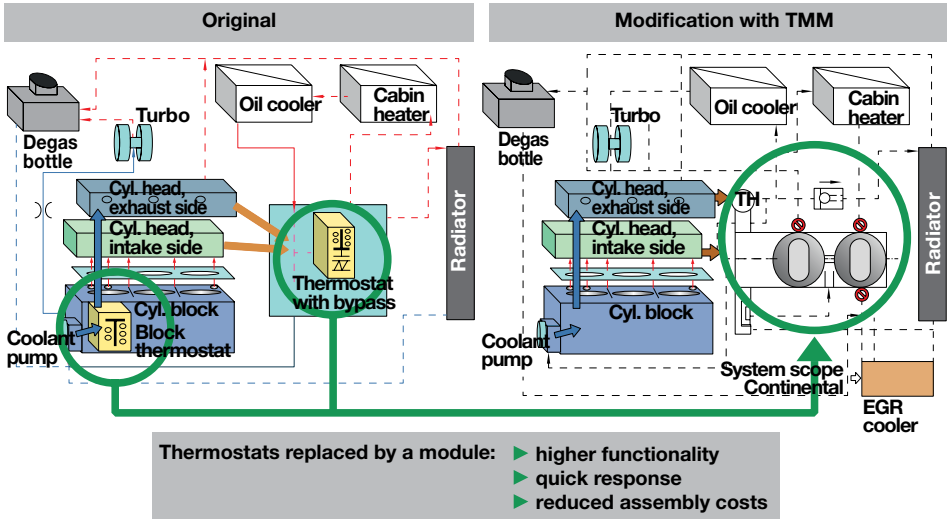 Original
Modification with TMM
Degas
bottle
Turbo
Oil cooler
Cabin
heater
Radiator
Cyl. head,
exhaust side
Cyl. head,
intake side
Thermostat
with bypass
Cyl. block
Block
thermostat
Coolant
pump
Degas
bottle
Turbo
Oil cooler
Cabin
heater
Radiator
Cyl. head,
exhaust side
TH
Cyl. head,
intake side
Cyl. block
Coolant
pump
System scope
Continental
EGR
cooler
Thermostats replaced by a module:
higher functionality
quick response
reduced assembly costs